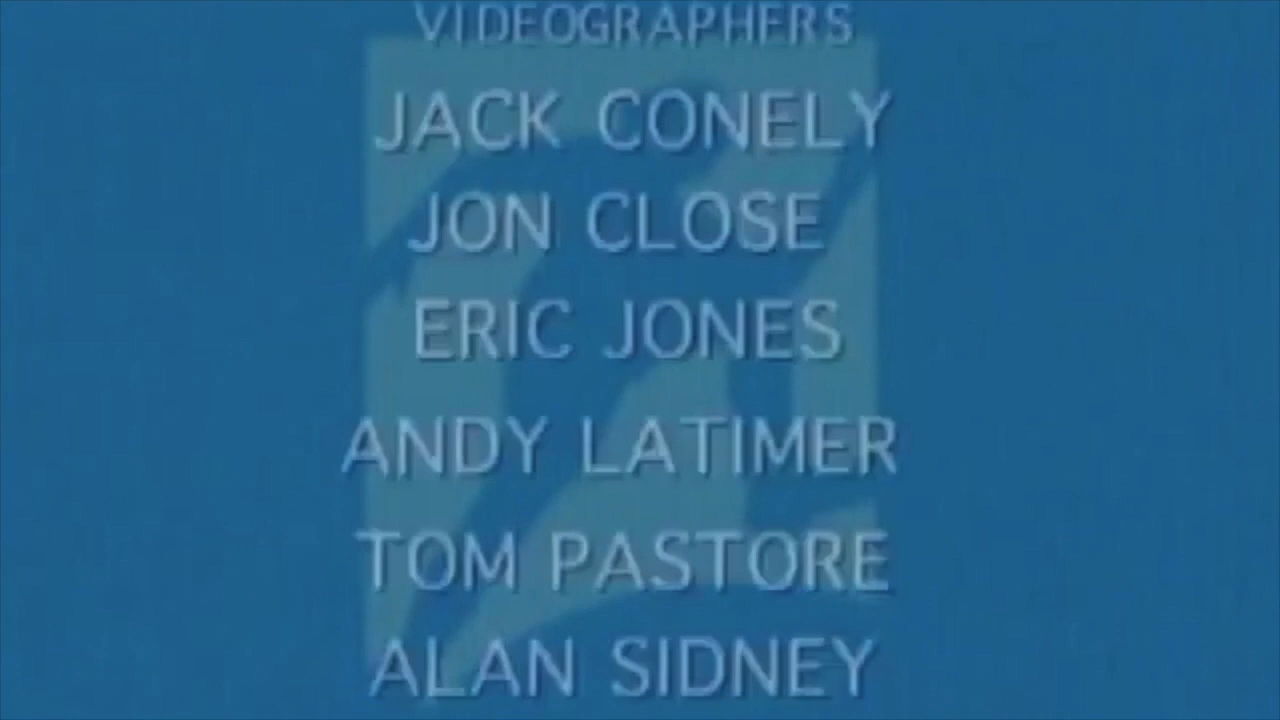 VIDEOGRAPHERS
JACK CONELY
JON CLOSE
ERIC JONES
ANDY LATIMER
TOM PASTORE
ALAN SIDNEY